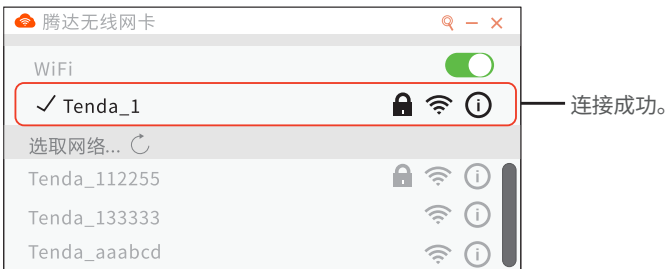 腾达无线网卡
WiFi
Tenda_1
连接成功。
选取网络...
Tenda_112255
Tenda_133333
Tenda_aaabcd